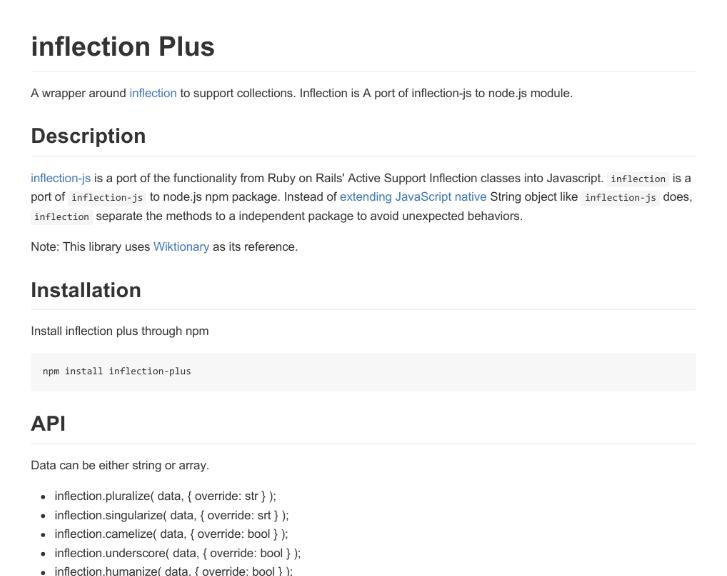 inflection Plus
A wrapper around inflection to support collections. Inflection is A port of inflection-js to node.js module.
Description
inflection-js is a port of the functionality from Ruby on Rails' Active Support Inflection classes into Javascript. inflection is a
port of inflection-js to node.js npm package. Instead of extending JavaScript native String object like inflection-js does,
inflection separate the methods to a independent package to avoid unexpected behaviors.
Note: This library uses Wiktionary as its reference.
Installation
Install inflection plus through npm
npm install inflection-plus
API
Data can be either string or array.
• inflection.pluralize( data, { override: str } );
• inflection.singularize( data, { override: srt } );
• inflection.camelize( data, { override: bool } );
• inflection.underscore( data, { override: bool } );
• inflection.humanize( data, { override: bool } );